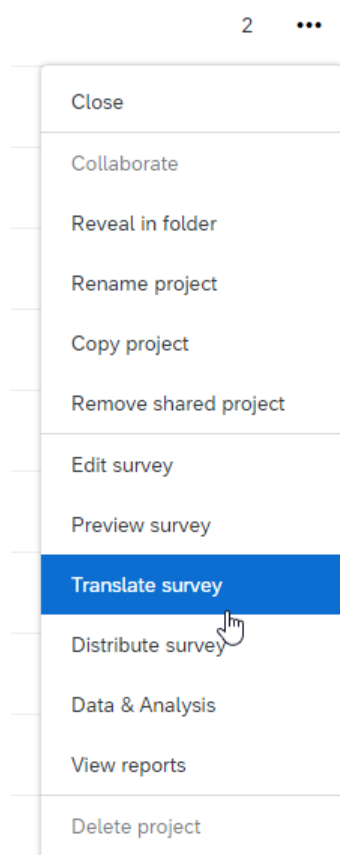 2 •••
Close
Collaborate
Reveal in folder
Rename project
Copy project
Remove shared project
Edit survey
Preview survey
Translate survey
Distribute survey
Data & Analysis
View reports
Delete project